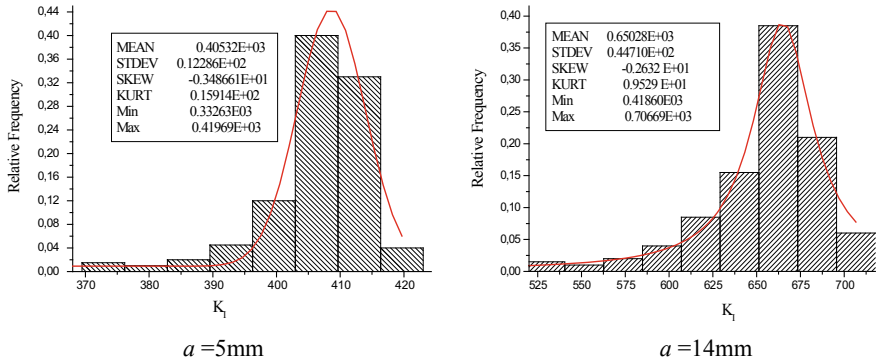 0,44
0,40
0,36
0,32
0,28
0,24
0,20
0,16
0,12
0,08
0,04
0,00
Relative Frequency
MEAN 0.40532E+03
STDEV 0.12286E+02
SKEW -0.348661E+01
KURT 0.15914E+02
Min 0.33263E03
Max 0.41969E+03
370 380 390 400 410 420
K_I
a =5mm
0,40
0,35
0,30
0,25
0,20
0,15
0,10
0,05
0,00
Relative Frequency
MEAN 0.65028E+03
STDEV 0.44710E+02
SKEW -0.2632 E+01
KURT 0.9529 E+01
Min 0.41860E03
Max 0.70669E+03
525 550 575 600 625 650 675 700
K_I
a =14mm